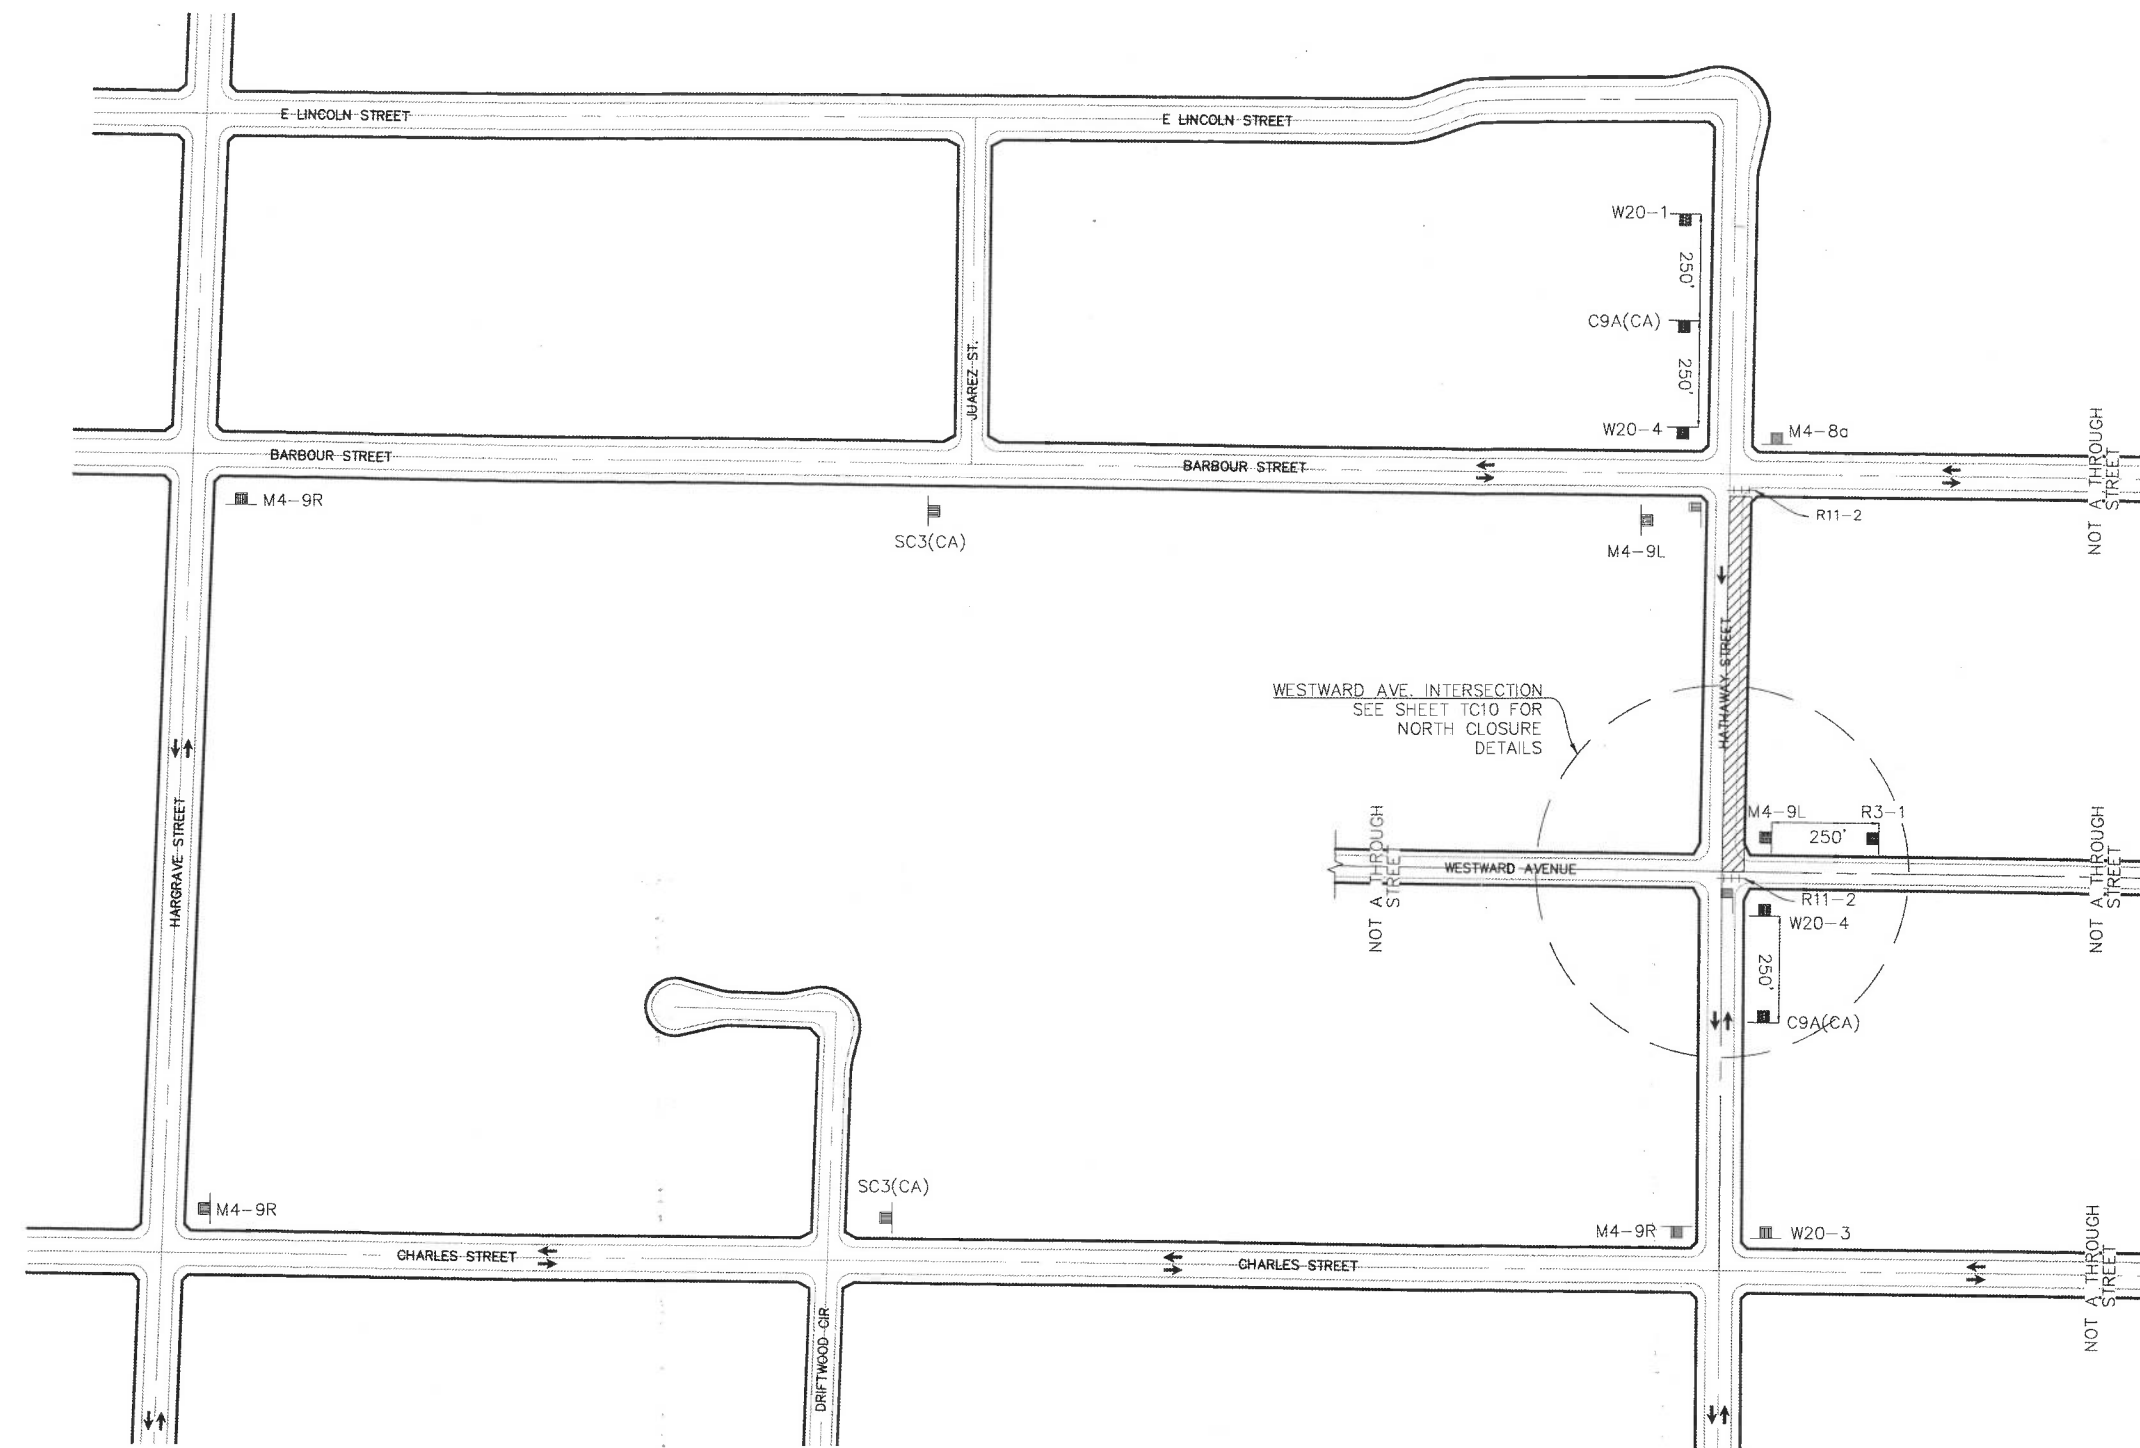 E LINCOLN STREET
E LINCOLN STREET
W20-1
250'
C9A(CA)
250'
W20-4
JUAREZ ST.
M4-8a
BARBOUR STREET
BARBOUR STREET
NOT A THROUGH
STREET
M4-9R
SC3(CA)
M4-9L
R11-2
HATHAWAY STREET
WESTWARD AVE. INTERSECTION
SEE SHEET TC10 FOR
NORTH CLOSURE
DETAILS
HARGRAVE STREET
M4-9L
R3-1
250'
NOT A THROUGH
STREET
WESTWARD AVENUE
NOT A THROUGH
STREET
R11-2
W20-4
250'
C9A(CA)
SC3(CA)
M4-9R
M4-9R
W20-3
CHARLES STREET
CHARLES STREET
NOT A THROUGH
STREET
DRIFTWOOD CIR